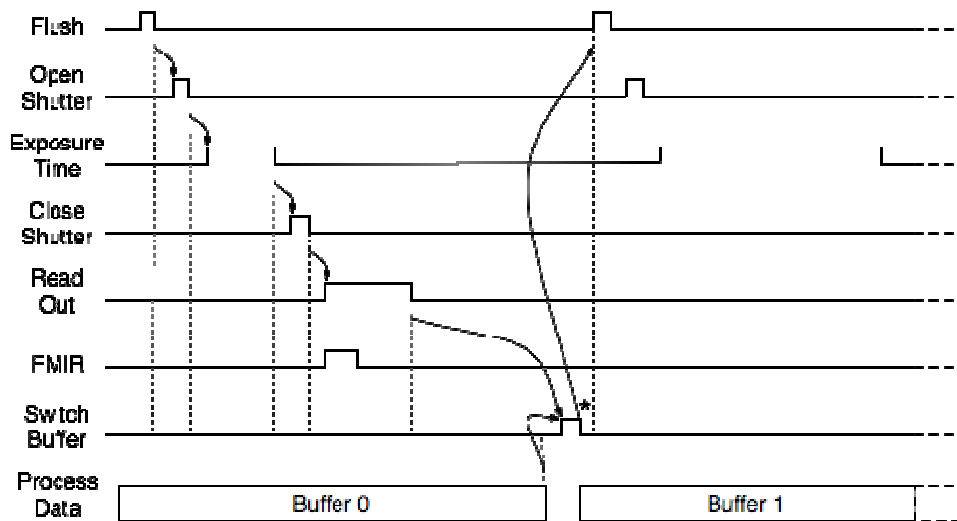 Flush
Open
Shutter
Exposure
Time
Close
Shutter
Read
Out
FMIR
*
Swtch
Buffer
Process
Data
Buffer 0
Buffer 1